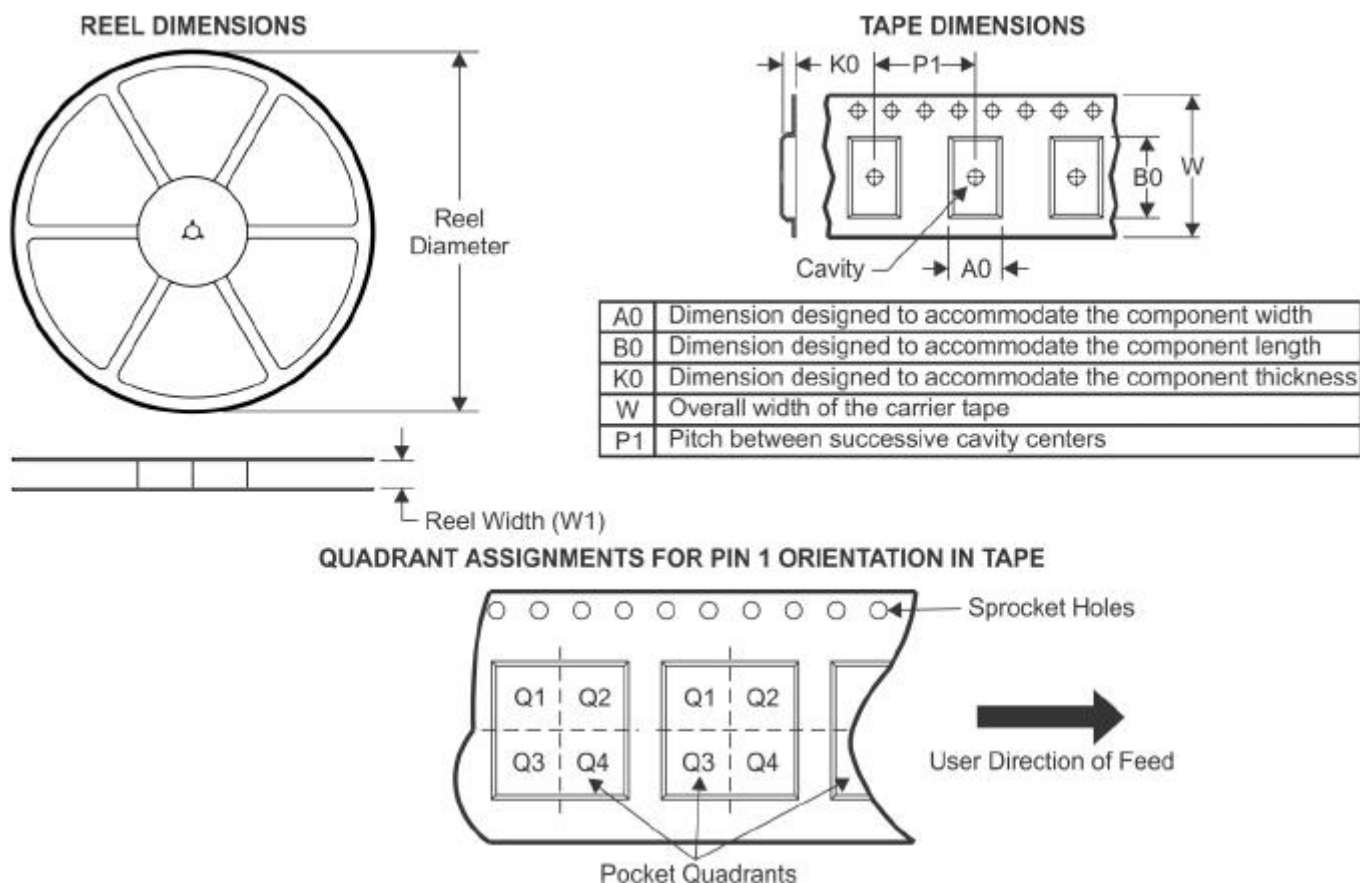 REEL DIMENSIONS
Reel
Diameter
Reel Width (W1)
TAPE DIMENSIONS
K0
P1
B0
W
Cavity
A0
A0 Dimension designed to accommodate the component width
B0 Dimension designed to accommodate the component length
K0 Dimension designed to accommodate the component thickness
W Overall width of the carrier tape
P1 Pitch between successive cavity centers
QUADRANT ASSIGNMENTS FOR PIN 1 ORIENTATION IN TAPE
Sprocket Holes
Q1 Q2 Q1 Q2
Q3 Q4 Q3 Q4
User Direction of Feed
Pocket Quadrants